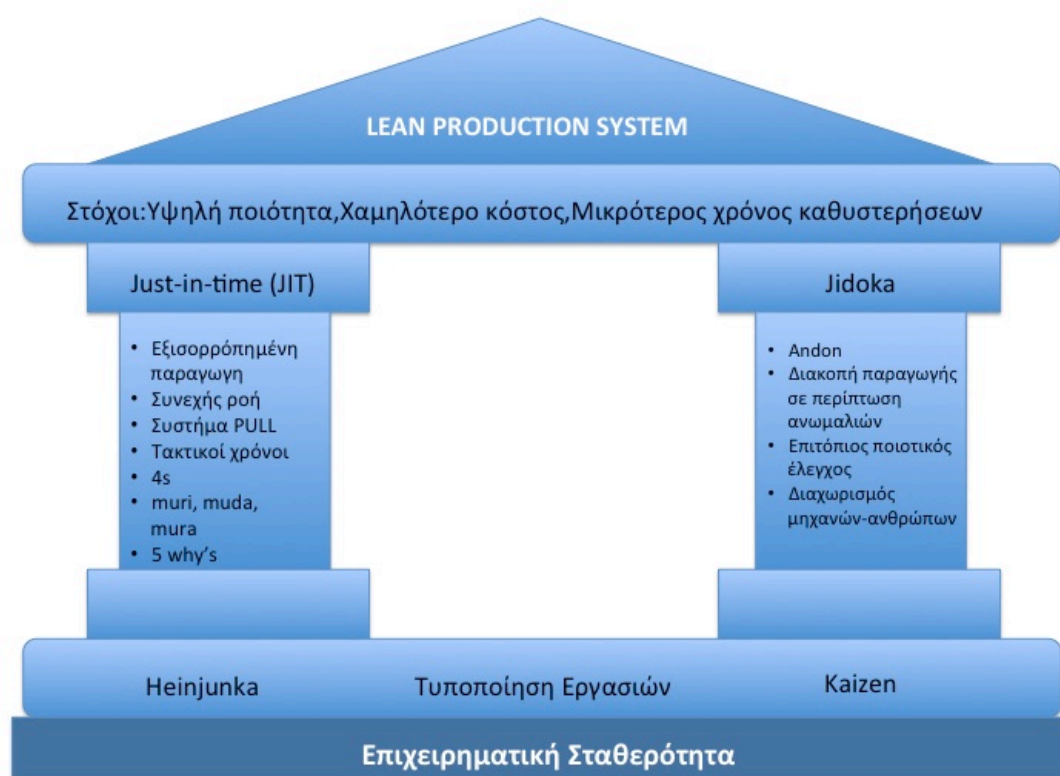 LEAN PRODUCTION SYSTEM
Στόχοι:Υψηλή ποιότητα,Χαμηλότερο κόστος,Μικρότερος χρόνος καθυστερήσεων
Just-in-time (JIT)
• Εξισορρόπημένη
παραγωγη
• Συνεχής ροή
• Συστήμα PULL
• Τακτικοί χρόνοι
• 4s
• muri, muda,
mura
• 5 why's
Jidoka
• Andon
• Διακοπή παραγωγής
σε περίπτωση
ανωμαλιών
• Επιτόπιος ποιοτικός
έλεγχος
• Διαχωρισμός
μηχανών-ανθρώπων
Heinjunka
Τυποποίηση Εργασιών
Kaizen
Επιχειρηματική Σταθερότητα